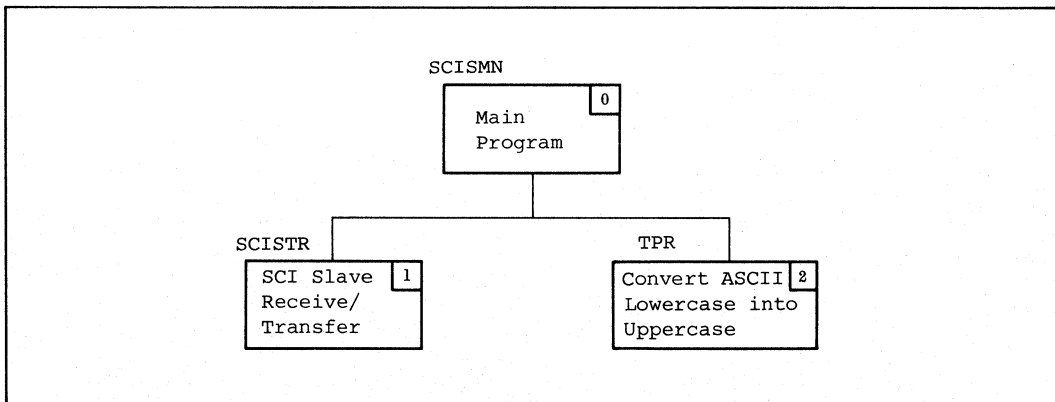 SCISMN
0
Main
Program
SCISTR
1
SCI Slave
Receive/
Transfer
TPR
2
Convert ASCII
Lowercase into
Uppercase